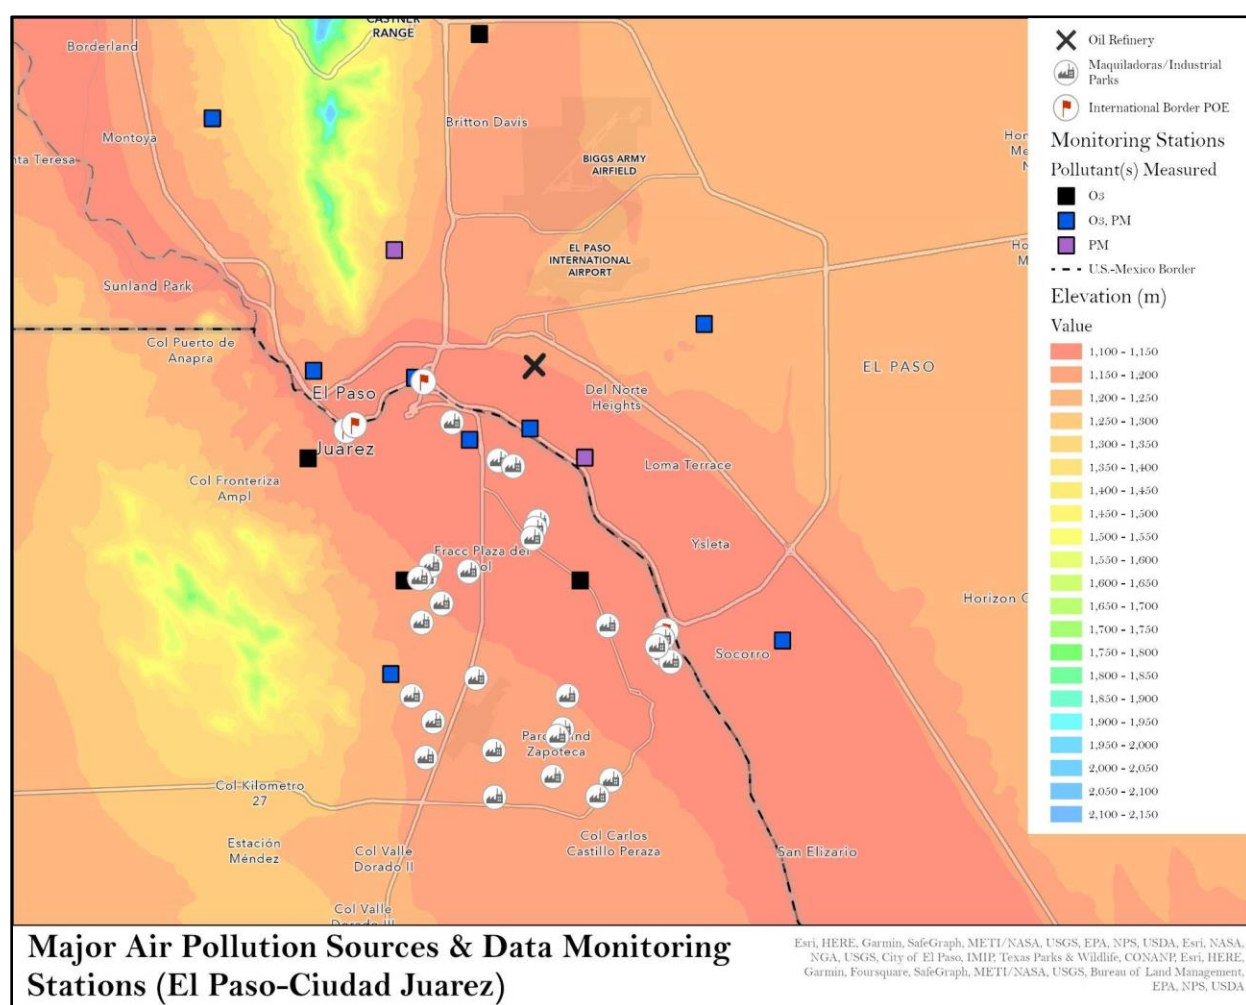 CASTNER
RANGE
Borderland
Britton Davis
Montoya
nta Teresa
BIGGS ARMY
AIRFIELD
EL PASO
INTERNATIONAL
AIRPORT
Sunland Park
Col Puerto de
Anapra
El Paso
EL PASO
Del Norte
Heights
Juárez
Loma Terrace
Col Fronteriza
Ampl
Ysleta
Fracc Plaza del
ol
Horizon C
Socorro
Zapoteca
Col Kilometro
27
Estación
Méndez
Col Valle
Dorado II
Col Carlos
Castillo Peraza
San Elizario
Col Valle
Dorado III
Oil Refinery
Maquiladoras/Industrial
Parks
International Border POE
Monitoring Stations
Pollutant(s) Measured
O3
O3, PM
PM
U.S.-Mexico Border
Elevation (m)
Value
1,100 - 1,150
1,150 - 1,200
1,200 - 1,250
1,250 - 1,300
1,300 - 1,350
1,350 - 1,400
1,400 - 1,450
1,450 - 1,500
1,500 - 1,550
1,550 - 1,600
1,600 - 1,650
1,650 - 1,700
1,700 - 1,750
1,750 - 1,800
1,800 - 1,850
1,850 - 1,900
1,900 - 1,950
1,950 - 2,000
2,000 - 2,050
2,050 - 2,100
2,100 - 2,150
Major Air Pollution Sources & Data Monitoring
Stations (El Paso-Ciudad Juarez)
Esri, HERE, Garmin, SafeGraph, METI/NASA, USGS, EPA, NPS, USDA, Esri, NASA,
NGA, USGS, City of El Paso, IMIP, Texas Parks & Wildlife, CONANP, Esri, HERE,
Garmin, Foursquare, SafeGraph, METI/NASA, USGS, Bureau of Land Management,
EPA, NPS, USDA